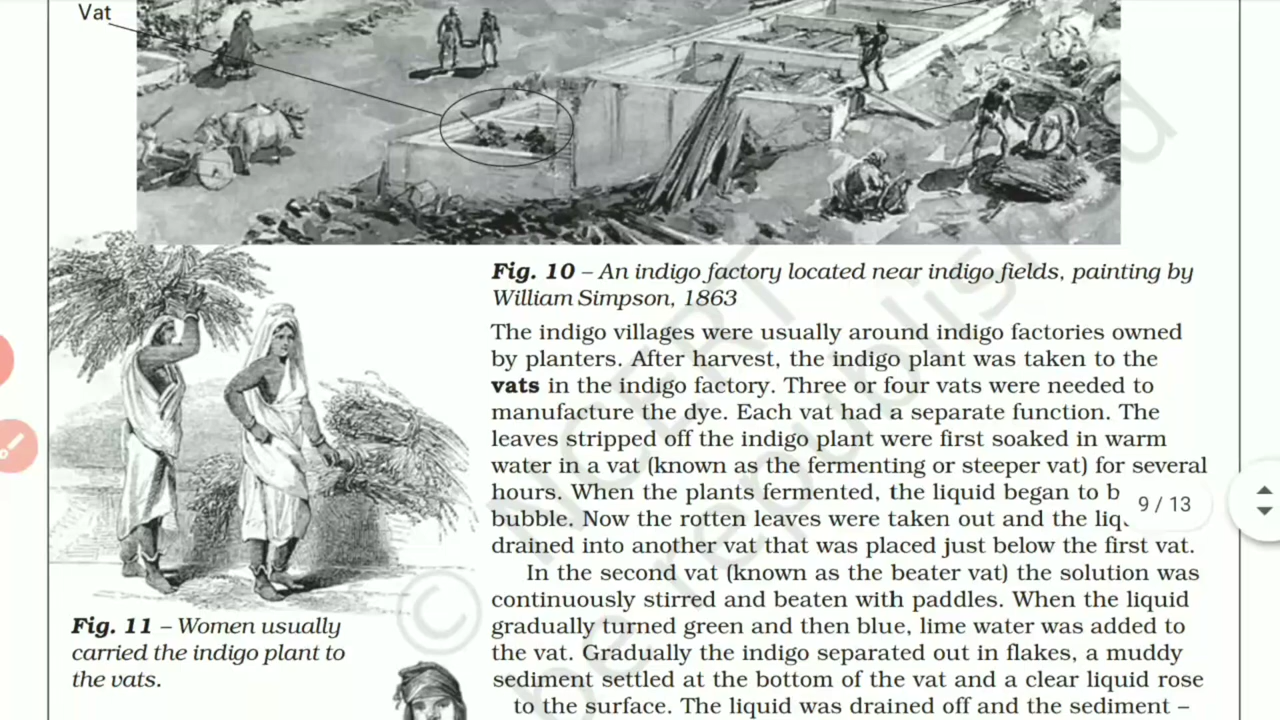 Vat
Fig. 10 – An indigo factory located near indigo fields, painting by
William Simpson, 1863
The indigo villages were usually around indigo factories owned
by planters. After harvest, the indigo plant was taken to the
vats in the indigo factory. Three or four vats were needed to
manufacture the dye. Each vat had a separate function. The
leaves stripped off the indigo plant were first soaked in warm
water in a vat (known as the fermenting or steeper vat) for several
hours. When the plants fermented, the liquid began to b
bubble. Now the rotten leaves were taken out and the liq
drained into another vat that was placed just below the first vat.
In the second vat (known as the beater vat) the solution was
continuously stirred and beaten with paddles. When the liquid
gradually turned green and then blue, lime water was added to
the vat. Gradually the indigo separated out in flakes, a muddy
sediment settled at the bottom of the vat and a clear liquid rose
to the surface. The liquid was drained off and the sediment –
9 / 13
Fig. 11 – Women usually
carried the indigo plant to
the vats.
© NCERT
be republished